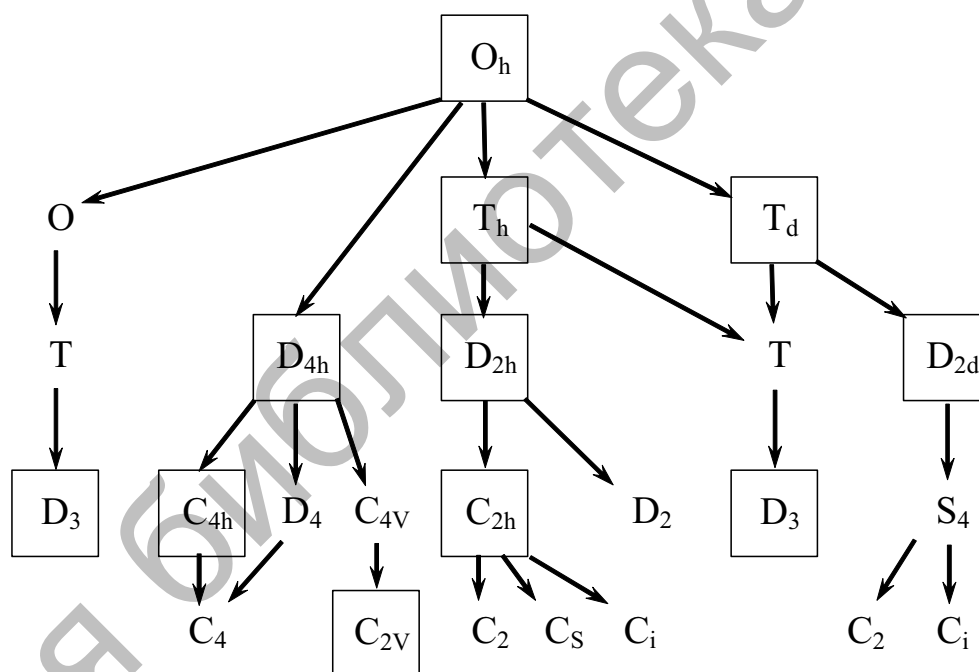 O_h
O T_h T_d
T D_4h D_2h T D_2d
D_3 C_4h D_4 C_4V C_2h D_2 D_3 S_4
C_4 C_2V C_2 C_S C_i C_2 C_i
я библиотека